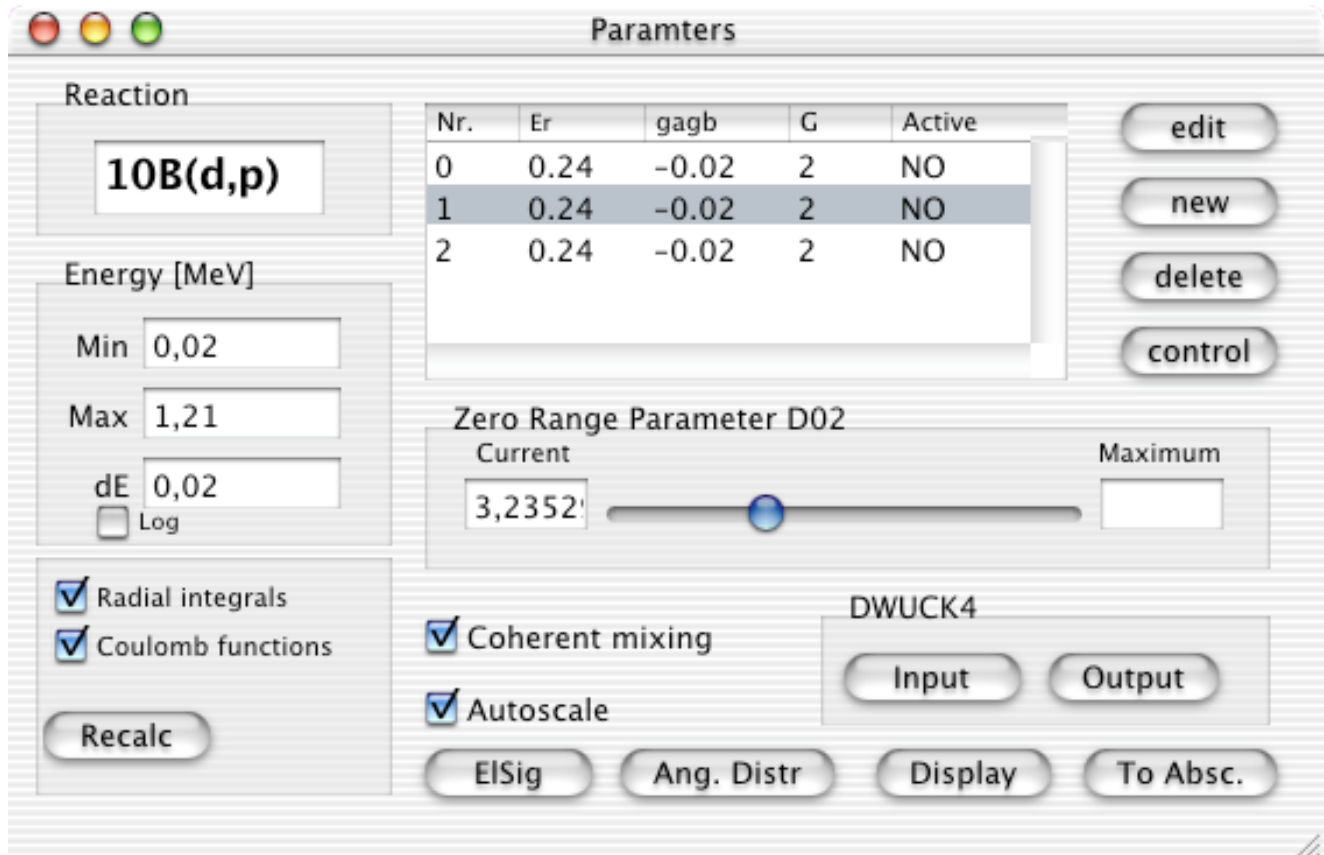 Paramters
Reaction
10B(d,p)
Nr. Er gagb G Active
0 0.24 −0.02 2 NO
1 0.24 −0.02 2 NO
2 0.24 −0.02 2 NO
edit
new
delete
control
Energy [MeV]
Min 0,02
Max 1,21
dE 0,02
Log
Zero Range Parameter D02
Current Maximum
3,2352
Radial integrals
Coulomb functions
Recalc
Coherent mixing
Autoscale
DWUCK4
Input Output
ElSig Ang. Distr Display To Absc.